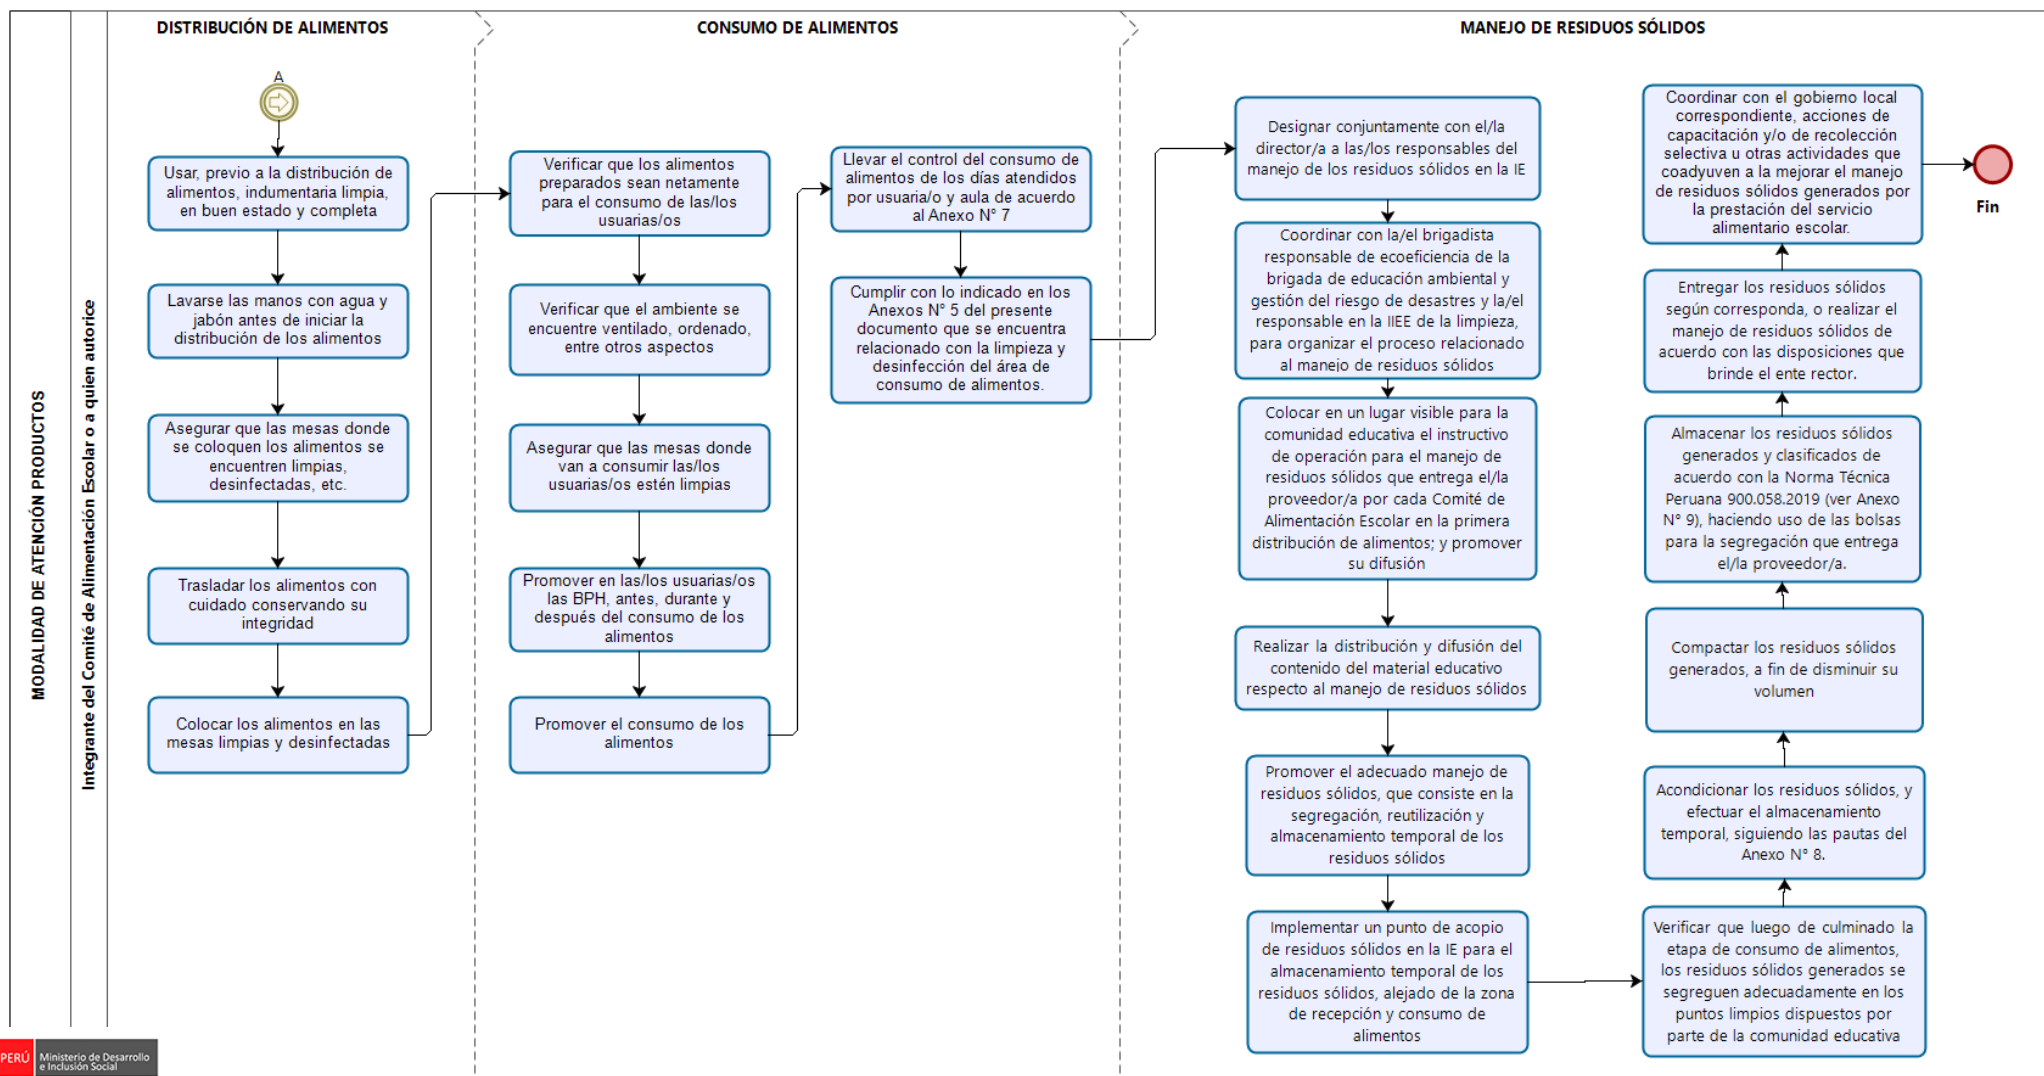 DISTRIBUCIÓN DE ALIMENTOS
CONSUMO DE ALIMENTOS
MANEJO DE RESIDUOS SÓLIDOS
MODALIDAD DE ATENCIÓN PRODUCTOS
Integrante del Comité de Alimentación Escolar o a quien autorice
A
Usar, previo a la distribución de
alimentos, indumentaria limpia,
en buen estado y completa
Lavarse las manos con agua y
jabón antes de iniciar la
distribución de los alimentos
Asegurar que las mesas donde
se coloquen los alimentos se
encuentren limpias,
desinfectadas, etc.
Trasladar los alimentos con
cuidado conservando su
integridad
Colocar los alimentos en las
mesas limpias y desinfectadas
Verificar que los alimentos
preparados sean netamente
para el consumo de las/los
usuarias/os
Verificar que el ambiente se
encuentre ventilado, ordenado,
entre otros aspectos
Asegurar que las mesas donde
van a consumir las/los
usuarias/os estén limpias
Promover en las/los usuarias/os
las BPH, antes, durante y
después del consumo de los
alimentos
Promover el consumo de los
alimentos
Llevar el control del consumo de
alimentos de los días atendidos
por usuaria/o y aula de acuerdo
al Anexo N° 7
Cumplir con lo indicado en los
Anexos N° 5 del presente
documento que se encuentra
relacionado con la limpieza y
desinfección del área de
consumo de alimentos.
Designar conjuntamente con el/la
director/a a las/los responsables del
manejo de los residuos sólidos en la IE
Coordinar con la/el brigadista
responsable de ecoeficiencia de la
brigada de educación ambiental y
gestión del riesgo de desastres y la/el
responsable en la IIEE de la limpieza,
para organizar el proceso relacionado
al manejo de residuos sólidos
Colocar en un lugar visible para la
comunidad educativa el instructivo
de operación para el manejo de
residuos sólidos que entrega el/la
proveedor/a por cada Comité de
Alimentación Escolar en la primera
distribución de alimentos; y promover
su difusión
Realizar la distribución y difusión del
contenido del material educativo
respecto al manejo de residuos sólidos
Promover el adecuado manejo de
residuos sólidos, que consiste en la
segregación, reutilización y
almacenamiento temporal de los
residuos sólidos
Implementar un punto de acopio
de residuos sólidos en la IE para el
almacenamiento temporal de los
residuos sólidos, alejado de la zona
de recepción y consumo de
alimentos
Verificar que luego de culminado la
etapa de consumo de alimentos,
los residuos sólidos generados se
segreguen adecuadamente en los
puntos limpios dispuestos por
parte de la comunidad educativa
Acondicionar los residuos sólidos, y
efectuar el almacenamiento
temporal, siguiendo las pautas del
Anexo N° 8.
Compactar los residuos sólidos
generados, a fin de disminuir su
volumen
Almacenar los residuos sólidos
generados y clasificados de
acuerdo con la Norma Técnica
Peruana 900.058.2019 (ver Anexo
N° 9), haciendo uso de las bolsas
para la segregación que entrega
el/la proveedor/a.
Entregar los residuos sólidos
según corresponda, o realizar el
manejo de residuos sólidos de
acuerdo con las disposiciones que
brinde el ente rector.
Coordinar con el gobierno local
correspondiente, acciones de
capacitación y/o de recolección
selectiva u otras actividades que
coadyuven a la mejorar el manejo
de residuos sólidos generados por
la prestación del servicio
alimentario escolar.
Fin
PERÚ
Ministerio de Desarrollo
e Inclusión Social